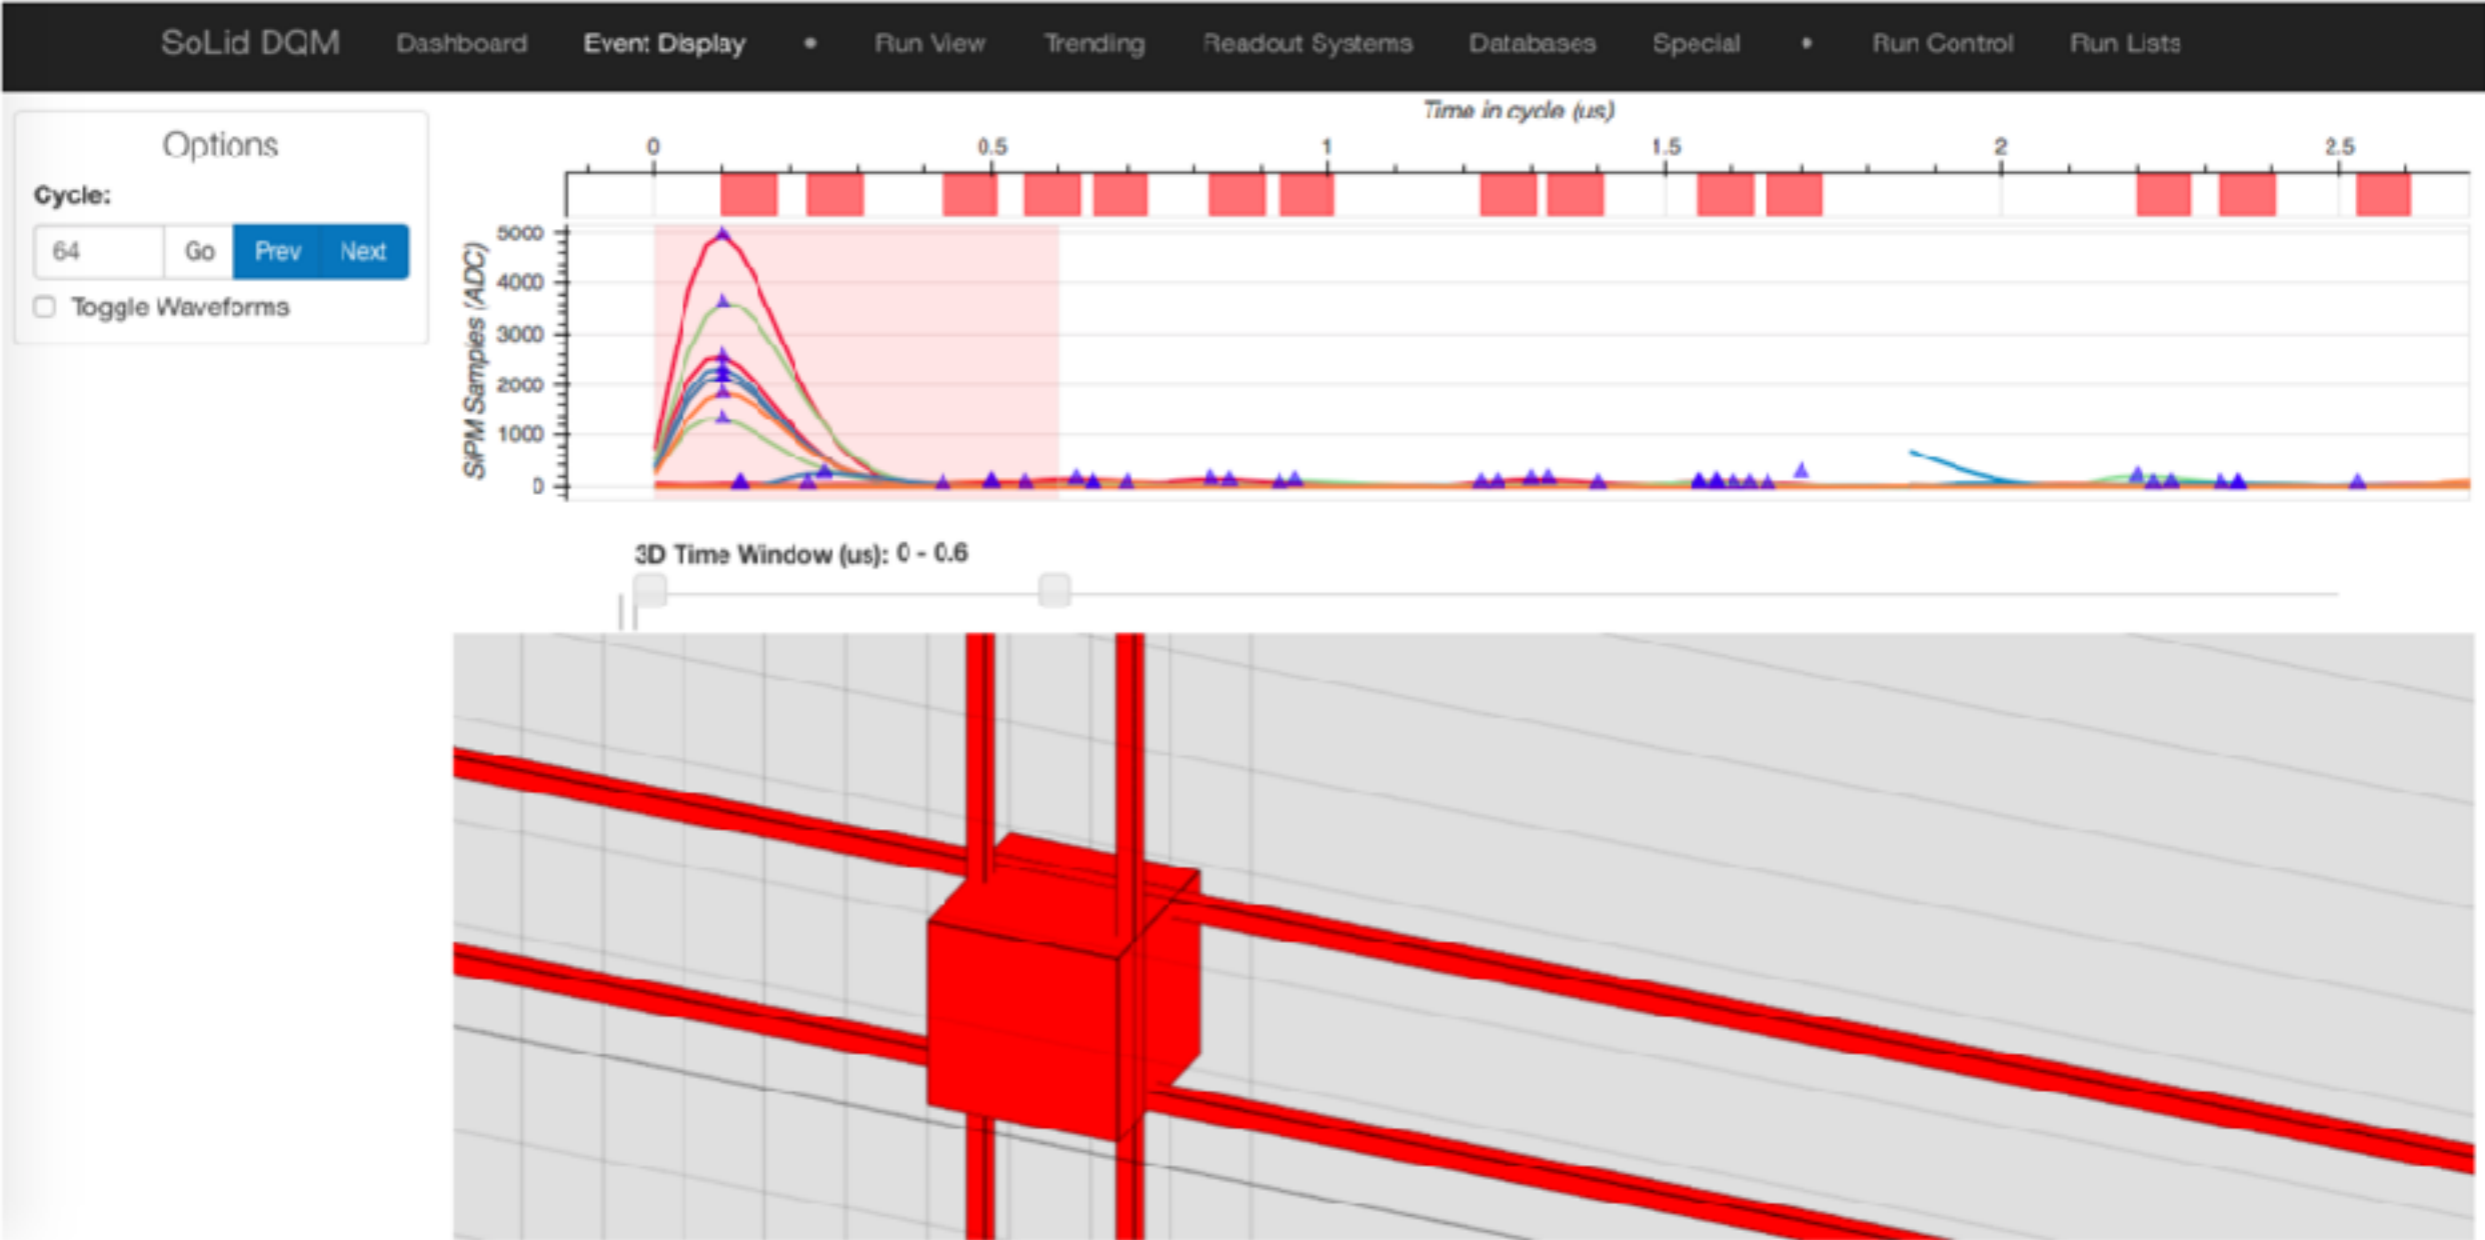 SoLid DQM Dashboard Event Display • Run View Trending Readout Systems Databases Special • Run Control Run Lists
Options
Cycle:
64 Go Prev Next
Toggle Waveforms
Time in cycle (us)
0 0.5 1 1.5 2 2.5
SiPM Samples (ADC)
5000
4000
3000
2000
1000
0
3D Time Window (us): 0 - 0.6